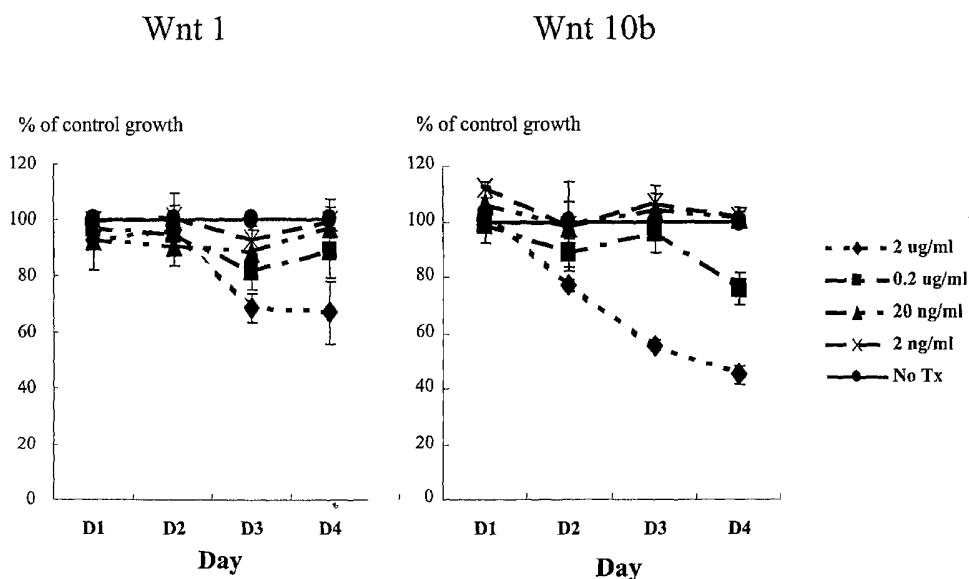 Wnt 1
Wnt 10b
% of control growth
120
100
80
60
40
20
0
D1 D2 D3 D4
Day
% of control growth
120
100
80
60
40
20
0
D1 D2 D3 D4
Day
2 ug/ml
0.2 ug/ml
20 ng/ml
2 ng/ml
No Tx